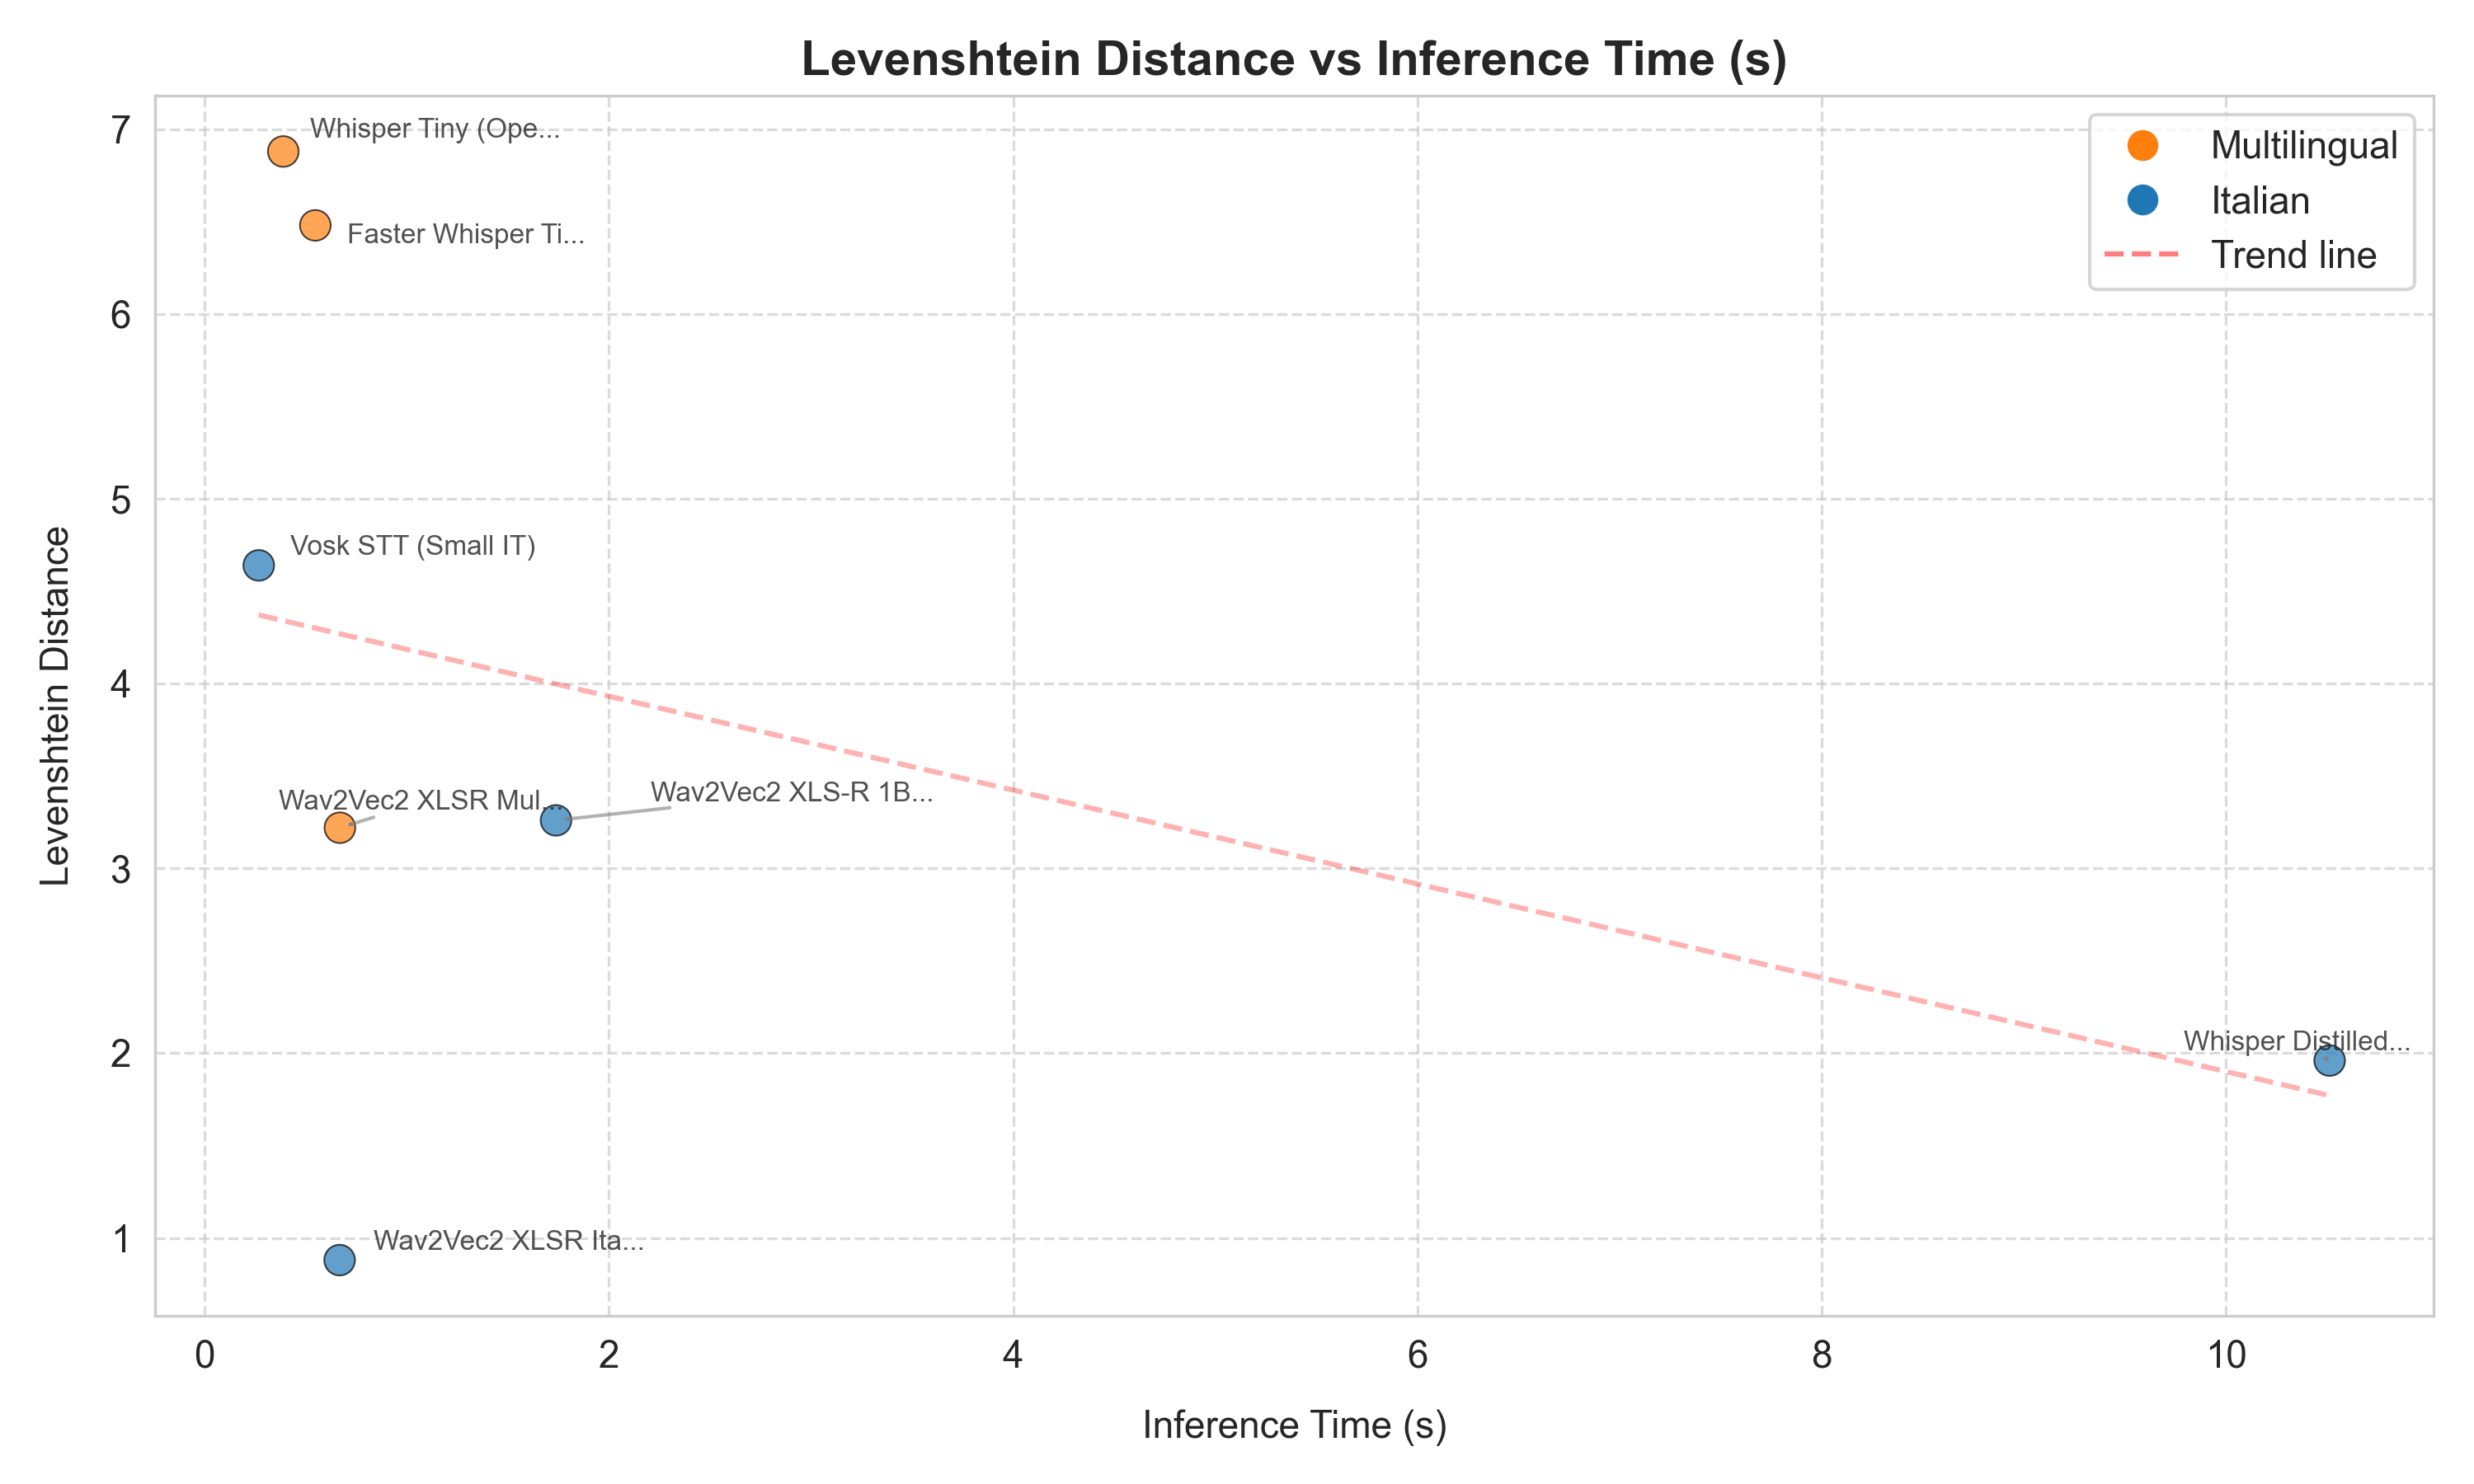 Levenshtein Distance vs Inference Time (s)
Multilingual
Italian
Trend line
Whisper Tiny (Ope...
Faster Whisper Ti...
Vosk STT (Small IT)
Wav2Vec2 XLSR Mul...
Wav2Vec2 XLS-R 1B...
Whisper Distilled...
Wav2Vec2 XLSR Ita...
Levenshtein Distance
7
6
5
4
3
2
1
0 2 4 6 8 10
Inference Time (s)